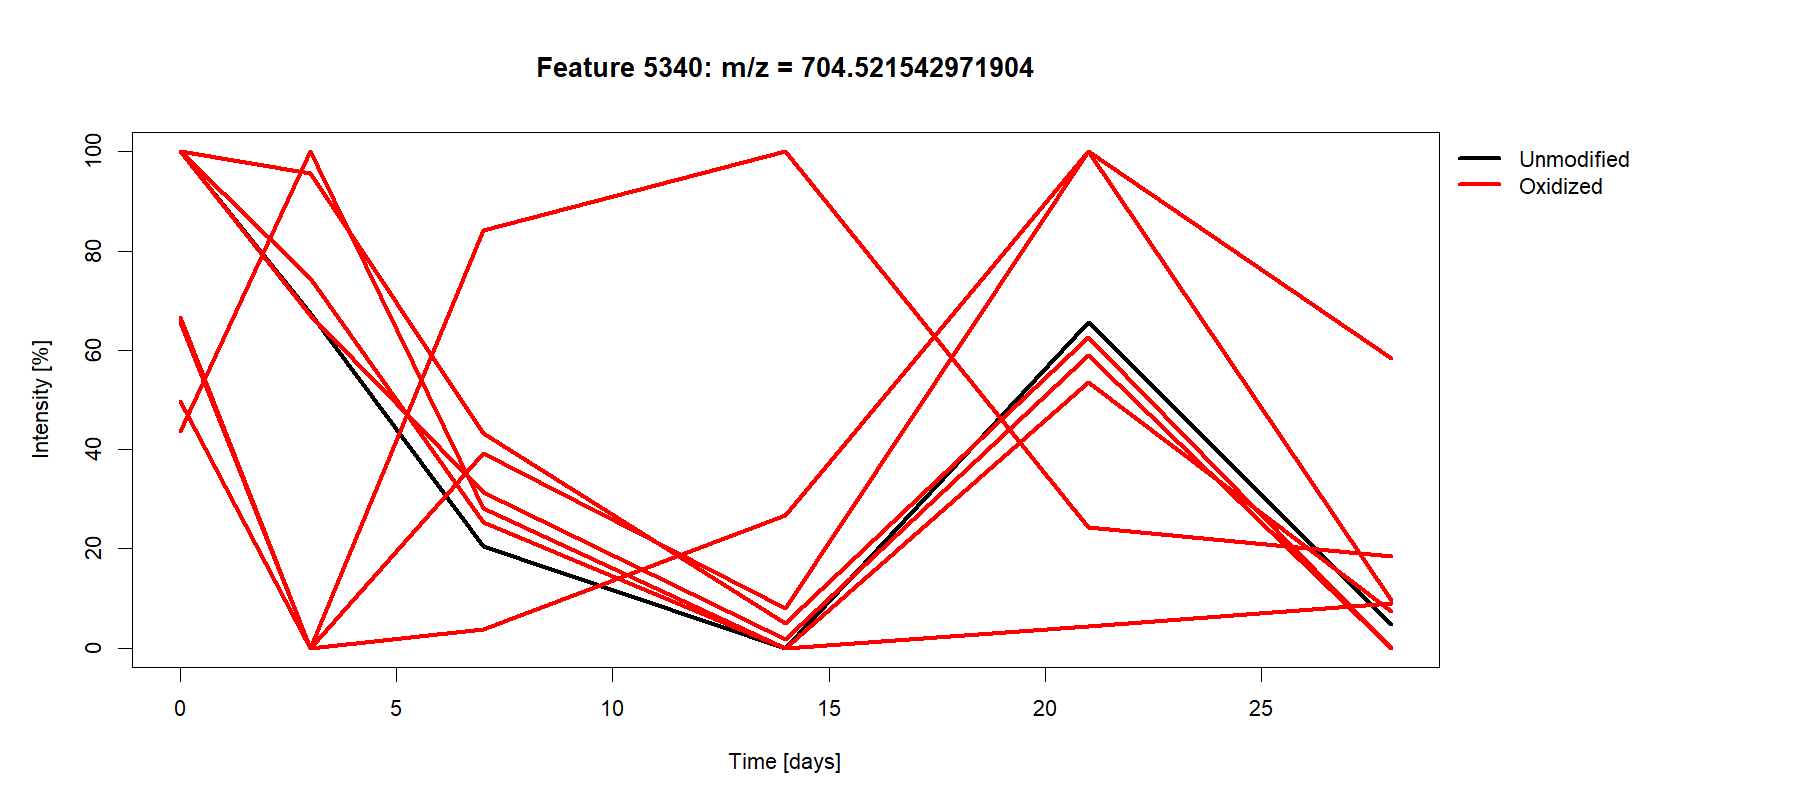 Feature 5340: m/z = 704.521542971904
Unmodified
Oxidized
Intensity [%]
100
80
60
40
20
0
0 5 10 15 20 25
Time [days]